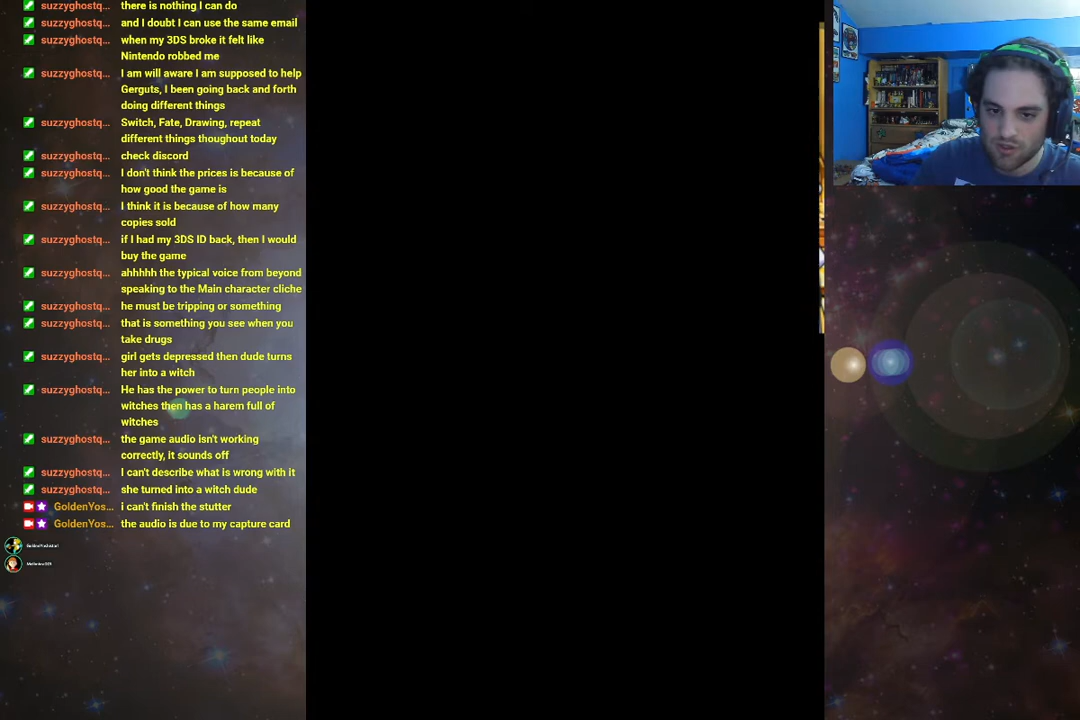 suzzyghostq... there is nothing I can do
suzzyghostq... and I doubt I can use the same email
suzzyghostq... when my 3DS broke it felt like
Nintendo robbed me
suzzyghostq... I am will aware I am supposed to help
Gerguts, I been going back and forth
doing different things
suzzyghostq... Switch, Fate, Drawing, repeat
different things thoughout today
suzzyghostq... check discord
suzzyghostq... I don't think the prices is because of
how good the game is
suzzyghostq... I think it is because of how many
copies sold
suzzyghostq... if I had my 3DS ID back, then I would
buy the game
suzzyghostq... ahhhhh the typical voice from beyond
speaking to the Main character cliche
suzzyghostq... he must be tripping or something
suzzyghostq... that is something you see when you
take drugs
suzzyghostq... girl gets depressed then dude turns
her into a witch
suzzyghostq... He has the power to turn people into
witches then has a harem full of
witches
suzzyghostq... the game audio isn't working
correctly, it sounds off
suzzyghostq... I can't describe what is wrong with it
suzzyghostq... she turned into a witch dude
GoldenYos... i can't finish the stutter
GoldenYos... the audio is due to my capture card